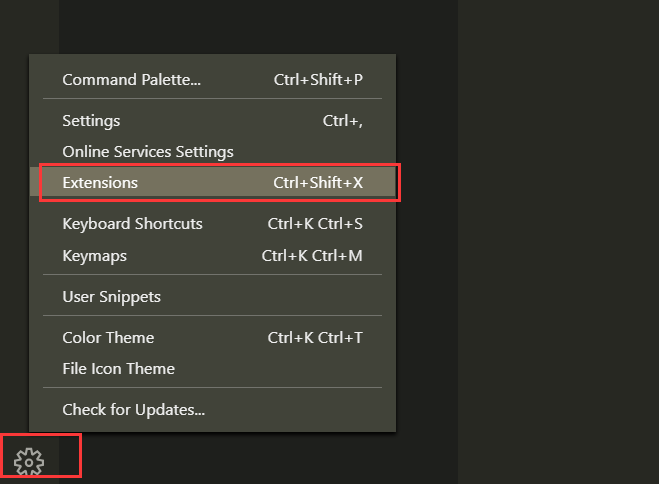 Command Palette... Ctrl+Shift+P
Settings Ctrl+,
Online Services Settings
Extensions Ctrl+Shift+X
Keyboard Shortcuts Ctrl+K Ctrl+S
Keymaps Ctrl+K Ctrl+M
User Snippets
Color Theme Ctrl+K Ctrl+T
File Icon Theme
Check for Updates...